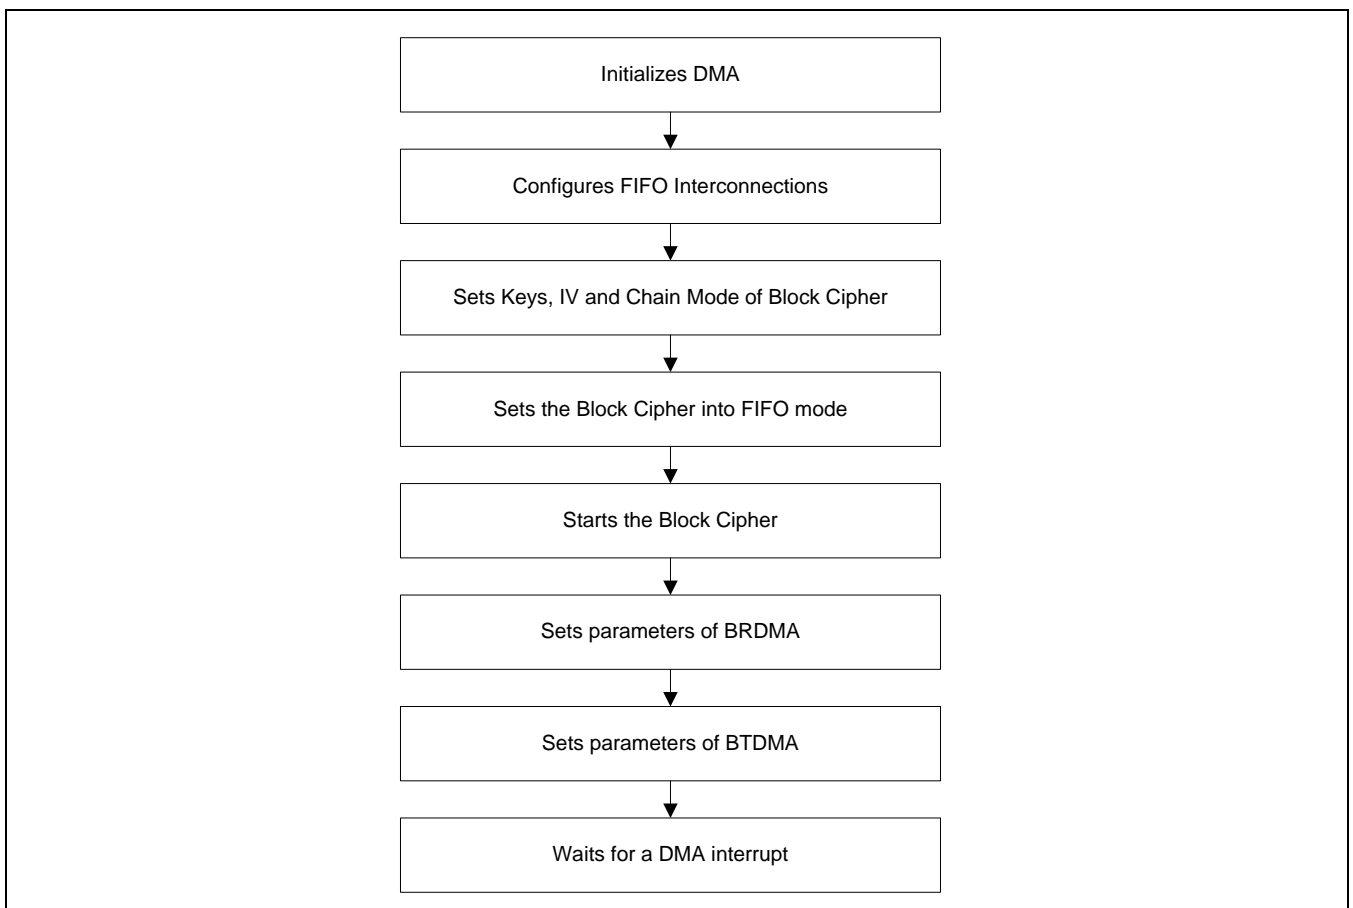 Initializes DMA
Configures FIFO Interconnections
Sets Keys, IV and Chain Mode of Block Cipher
Sets the Block Cipher into FIFO mode
Starts the Block Cipher
Sets parameters of BRDMA
Sets parameters of BTDMA
Waits for a DMA interrupt